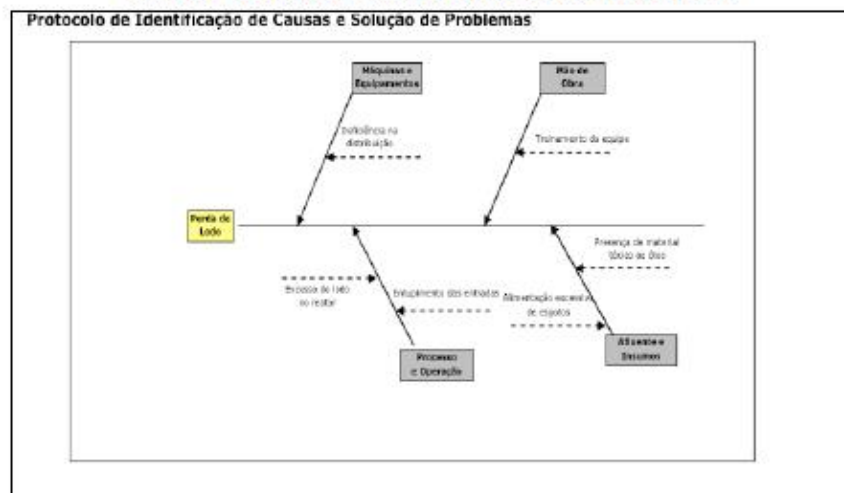 Protocolo de Identificação de Causas e Solução de Problemas
Máquinas e
Equipamentos
Mão de
Obra
Deficiência na
distribuição
Treinamento da equipe
Perda de
Lodo
Presença de material
tóxico ou óleo
Excesso de lodo
no reator
Entupimento das entradas
Alimentação excessiva
de esgotos
Processo
e Operação
Afluente e
Insumos